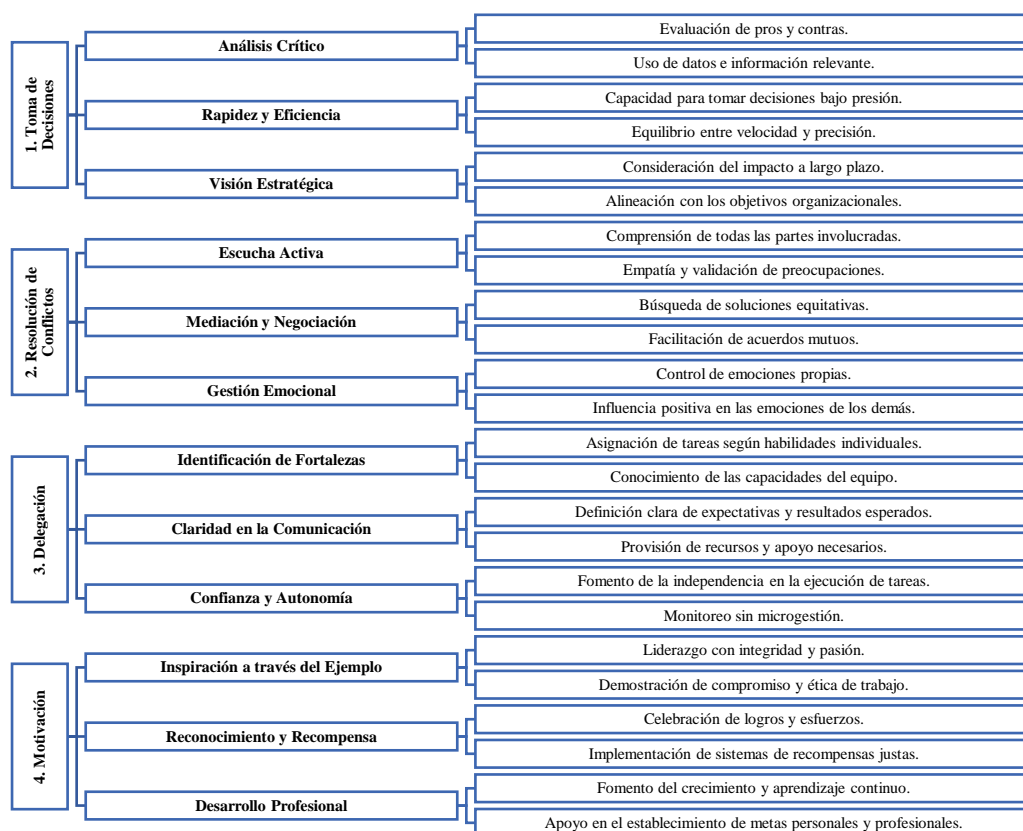 1. Toma de
Decisiones
Análisis Crítico
Evaluación de pros y contras.
Uso de datos e información relevante.
Rapidez y Eficiencia
Capacidad para tomar decisiones bajo presión.
Equilibrio entre velocidad y precisión.
Visión Estratégica
Consideración del impacto a largo plazo.
Alineación con los objetivos organizacionales.
2. Resolución de
Conflictos
Escucha Activa
Comprensión de todas las partes involucradas.
Empatía y validación de preocupaciones.
Mediación y Negociación
Búsqueda de soluciones equitativas.
Facilitación de acuerdos mutuos.
Gestión Emocional
Control de emociones propias.
Influencia positiva en las emociones de los demás.
3. Delegación
Identificación de Fortalezas
Asignación de tareas según habilidades individuales.
Conocimiento de las capacidades del equipo.
Claridad en la Comunicación
Definición clara de expectativas y resultados esperados.
Provisión de recursos y apoyo necesarios.
Confianza y Autonomía
Fomento de la independencia en la ejecución de tareas.
Monitoreo sin microgestión.
4. Motivación
Inspiración a través del Ejemplo
Liderazgo con integridad y pasión.
Demostración de compromiso y ética de trabajo.
Reconocimiento y Recompensa
Celebración de logros y esfuerzos.
Implementación de sistemas de recompensas justas.
Desarrollo Profesional
Fomento del crecimiento y aprendizaje continuo.
Apoyo en el establecimiento de metas personales y profesionales.